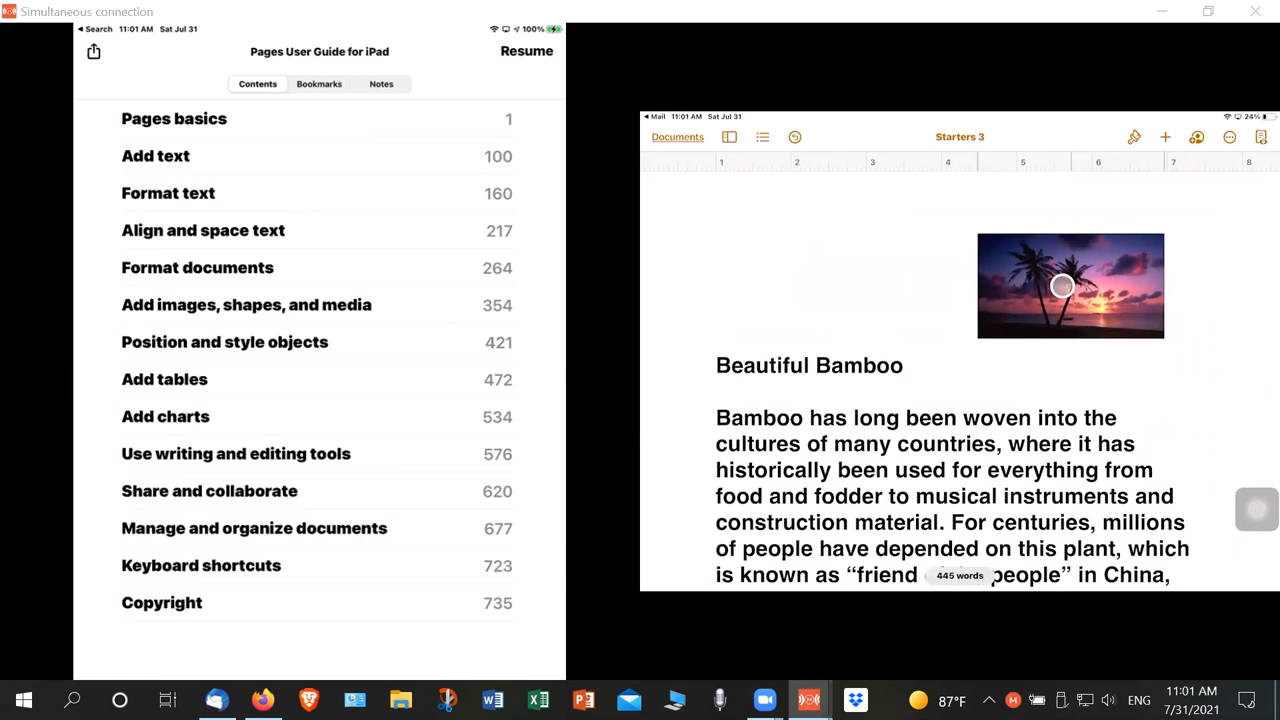 Simultaneous connection
Search 11:01 AM Sat Jul 31
100%
Pages User Guide for iPad
Resume
Contents Bookmarks Notes
Pages basics 1
Add text 100
Format text 160
Align and space text 217
Format documents 264
Add images, shapes, and media 354
Position and style objects 421
Add tables 472
Add charts 534
Use writing and editing tools 576
Share and collaborate 620
Manage and organize documents 677
Keyboard shortcuts 723
Copyright 735
Mail 11:01 AM Sat Jul 31
24%
Documents
Starters 3
1 2 3 4 5 6 7 8
Beautiful Bamboo
Bamboo has long been woven into the
cultures of many countries, where it has
historically been used for everything from
food and fodder to musical instruments and
construction material. For centuries, millions
of people have depended on this plant, which
is known as “friend people” in China,
445 words
87°F
ENG
11:01 AM
7/31/2021